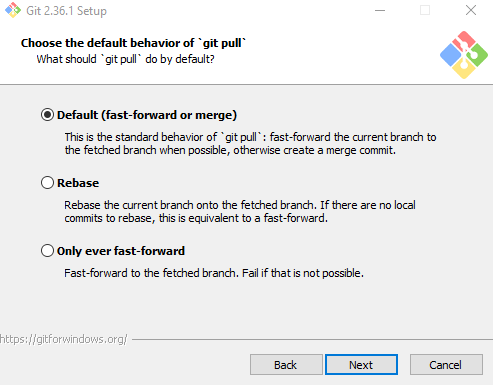 Git 2.36.1 Setup
Choose the default behavior of `git pull`
What should `git pull` do by default?
Default (fast-forward or merge)
This is the standard behavior of `git pull`: fast-forward the current branch to
the fetched branch when possible, otherwise create a merge commit.
Rebase
Rebase the current branch onto the fetched branch. If there are no local
commits to rebase, this is equivalent to a fast-forward.
Only ever fast-forward
Fast-forward to the fetched branch. Fail if that is not possible.
https://gitforwindows.org/
Back Next Cancel